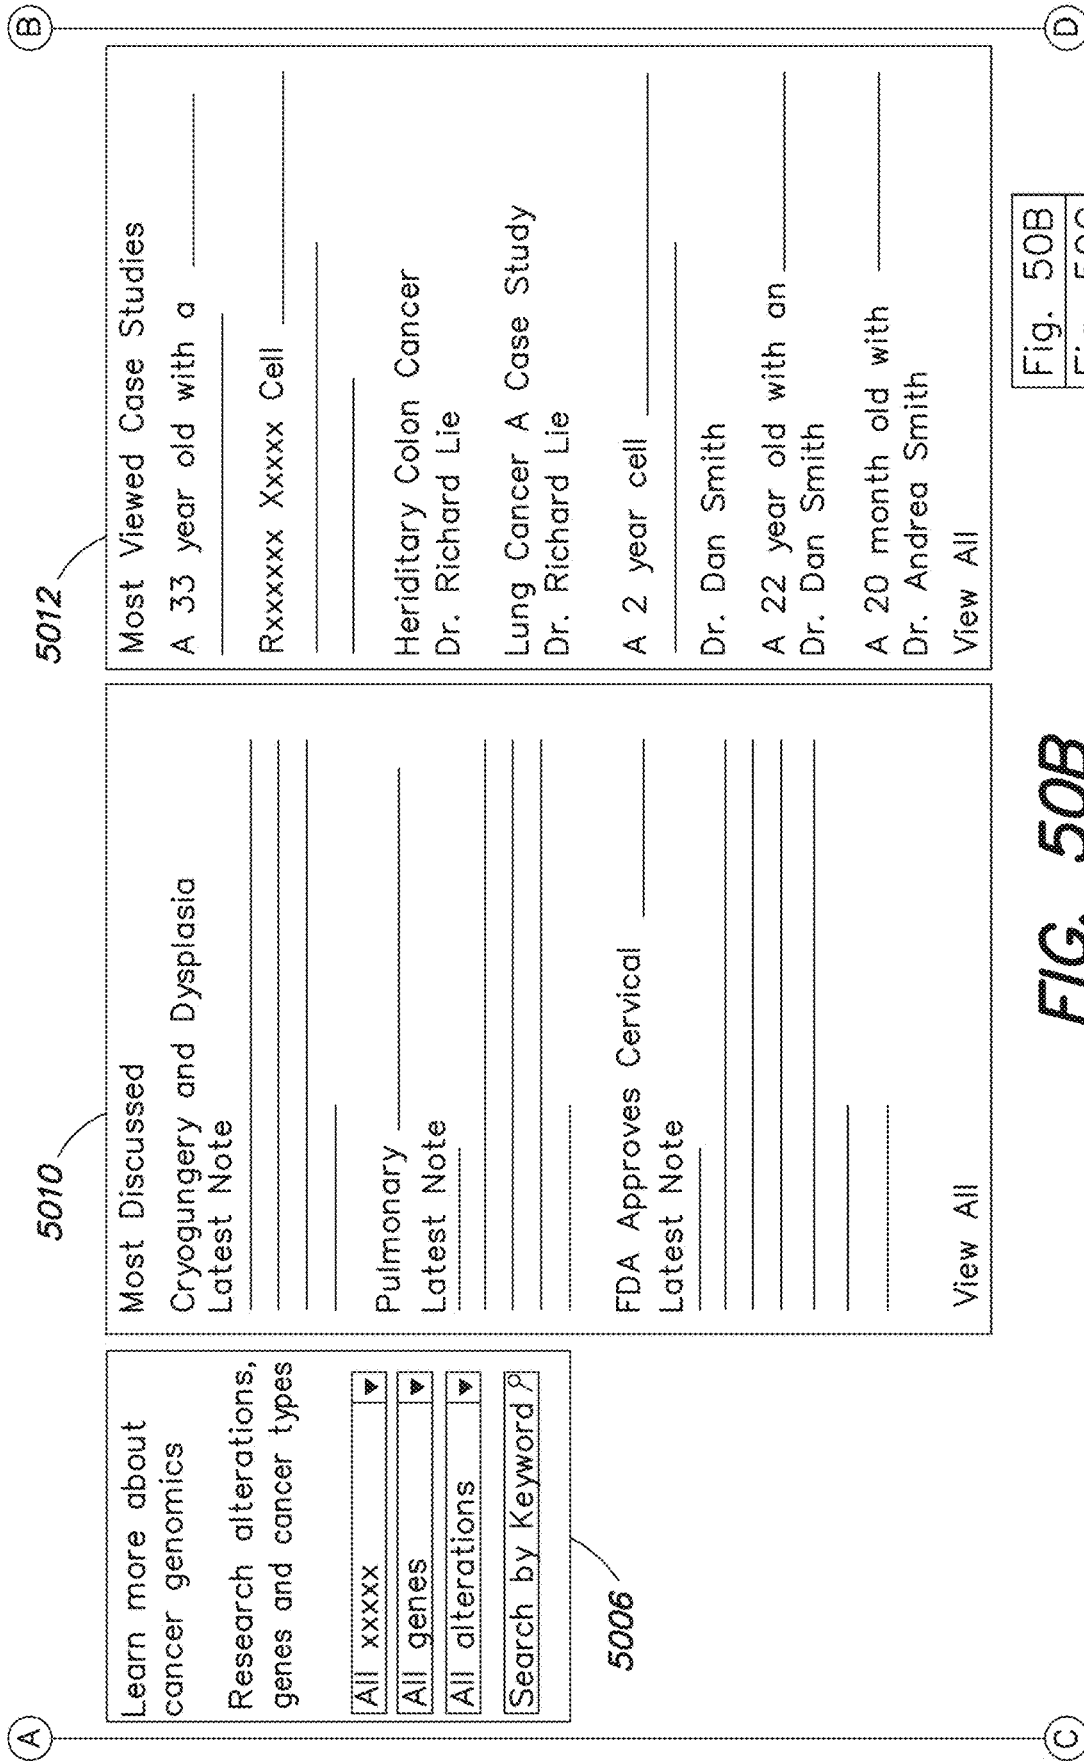 A
B
Learn more about
cancer genomics
Research alterations,
genes and cancer types
All xxxxx
All genes
All alterations
Search by Keyword
5006
5010
Most Discussed
Cryogungery and Dysplasia
Latest Note
Pulmonary
Latest Note
FDA Approves Cervical
Latest Note
View All
5012
Most Viewed Case Studies
A 33 year old with a
Rxxxxxx Xxxxx Cell
Heriditary Colon Cancer
Dr. Richard Lie
Lung Cancer A Case Study
Dr. Richard Lie
A 2 year cell
Dr. Dan Smith
A 22 year old with an
Dr. Dan Smith
A 20 month old with
Dr. Andrea Smith
View All
C
D
FIG. 50B
Fig. 50B